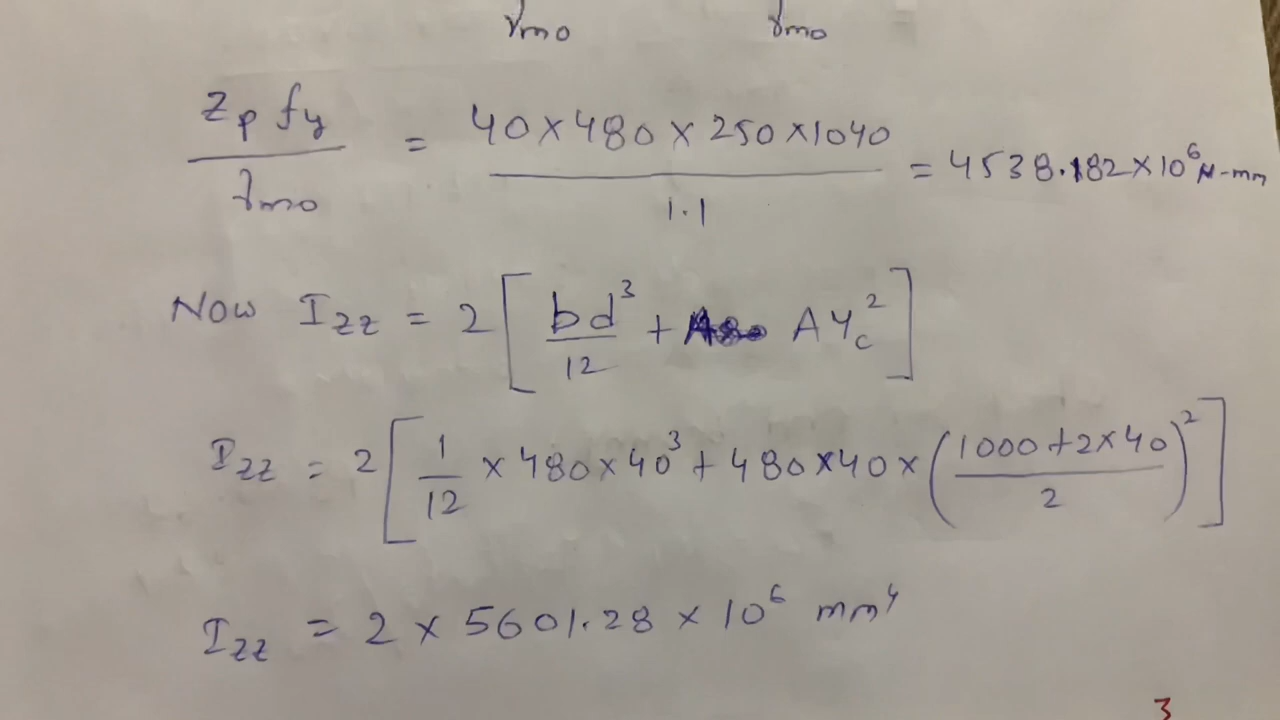 γmo γmo
Zp fy / γmo = 40×480×250×1040 / 1.1 = 4538.182×10⁶ N-mm
Now Izz = 2[bd³/12 + AYc²]
Izz = 2[1/12 × 480×40³ + 480×40×((1000+2×40)/2)²]
Izz = 2 × 5601.28 × 10⁶ mm⁴
3